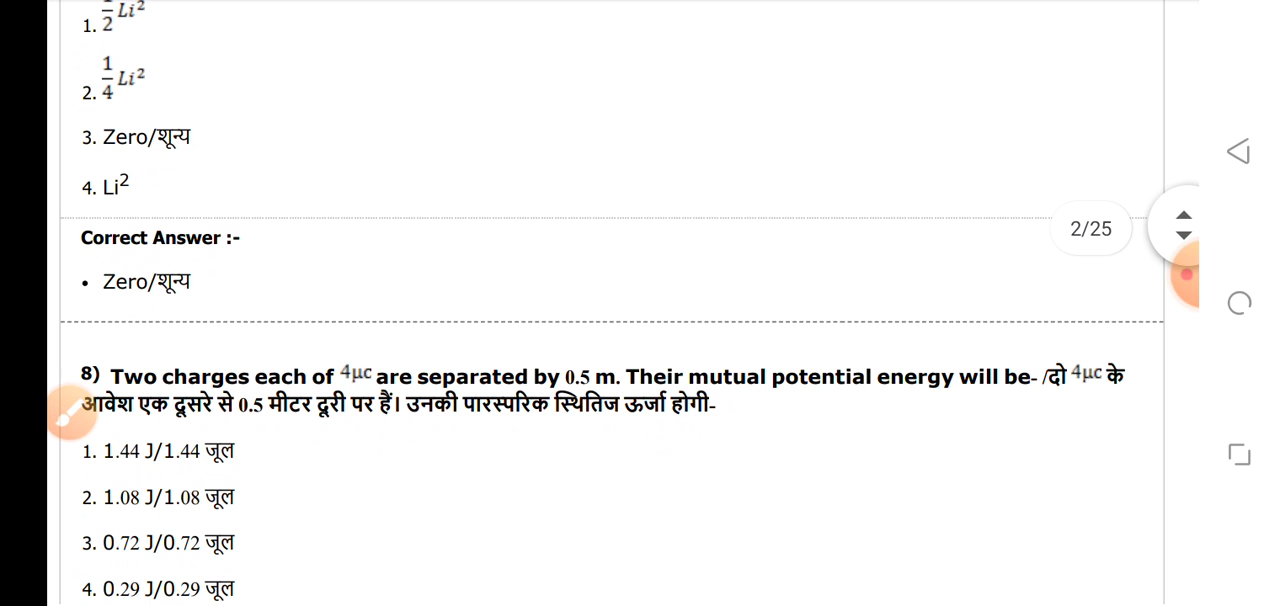 1. 1/2 Li²
2. 1/4 Li²
3. Zero/शून्य
4. Li²
Correct Answer :-
2/25
• Zero/शून्य
8) Two charges each of 4μc are separated by 0.5 m. Their mutual potential energy will be- /दो 4μc के
आवेश एक दूसरे से 0.5 मीटर दूरी पर हैं। उनकी पारस्परिक स्थितिज ऊर्जा होगी-
1. 1.44 J/1.44 जूल
2. 1.08 J/1.08 जूल
3. 0.72 J/0.72 जूल
4. 0.29 J/0.29 जूल